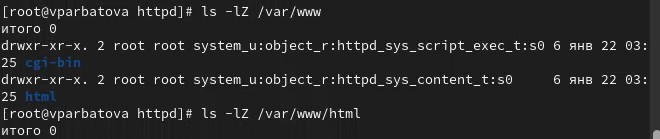 [root@vparbatova httpd]# ls -lZ /var/www
итого 0
drwxr-xr-x. 2 root root system_u:object_r:httpd_sys_script_exec_t:s0 6 янв 22 03:
25 cgi-bin
drwxr-xr-x. 2 root root system_u:object_r:httpd_sys_content_t:s0     6 янв 22 03:
25 html
[root@vparbatova httpd]# ls -lZ /var/www/html
итого 0